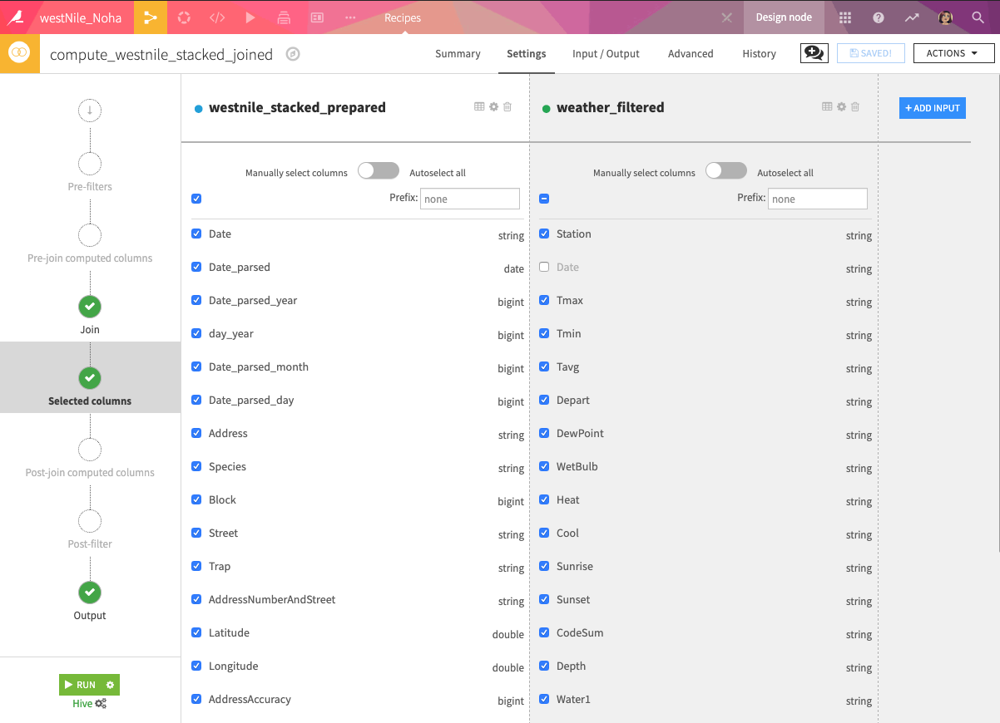 westNile_Noha
Recipes
Design node
compute_westnile_stacked_joined
Summary
Settings
Input / Output
Advanced
History
SAVED!
ACTIONS
Pre-filters
Pre-join computed columns
Join
Selected columns
Post-join computed columns
Post-filter
Output
RUN
Hive
westnile_stacked_prepared
Manually select columns
Autoselect all
Prefix: none
Date string
Date_parsed date
Date_parsed_year bigint
day_year bigint
Date_parsed_month bigint
Date_parsed_day bigint
Address string
Species string
Block bigint
Street string
Trap string
AddressNumberAndStreet string
Latitude double
Longitude double
AddressAccuracy bigint
weather_filtered
Manually select columns
Autoselect all
Prefix: none
Station string
Date string
Tmax string
Tmin string
Tavg string
Depart string
DewPoint string
WetBulb string
Heat string
Cool string
Sunrise string
Sunset string
CodeSum string
Depth string
Water1 string
+ ADD INPUT